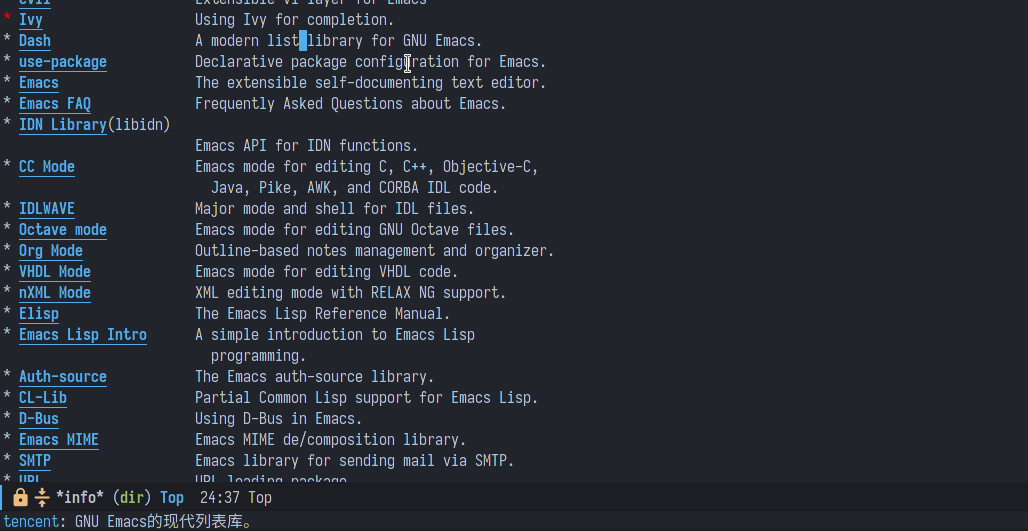 Evil Extensible vi layer for Emacs
* Ivy Using Ivy for completion.
* Dash A modern list library for GNU Emacs.
* use-package Declarative package configuration for Emacs.
* Emacs The extensible self-documenting text editor.
* Emacs FAQ Frequently Asked Questions about Emacs.
* IDN Library(libidn)
Emacs API for IDN functions.
* CC Mode Emacs mode for editing C, C++, Objective-C,
Java, Pike, AWK, and CORBA IDL code.
* IDLWAVE Major mode and shell for IDL files.
* Octave mode Emacs mode for editing GNU Octave files.
* Org Mode Outline-based notes management and organizer.
* VHDL Mode Emacs mode for editing VHDL code.
* nXML Mode XML editing mode with RELAX NG support.
* Elisp The Emacs Lisp Reference Manual.
* Emacs Lisp Intro A simple introduction to Emacs Lisp
programming.
* Auth-source The Emacs auth-source library.
* CL-Lib Partial Common Lisp support for Emacs Lisp.
* D-Bus Using D-Bus in Emacs.
* Emacs MIME Emacs MIME de/composition library.
* SMTP Emacs library for sending mail via SMTP.
* URL URL loading package.
*info* (dir) Top 24:37 Top
tencent: GNU Emacs的现代列表库。